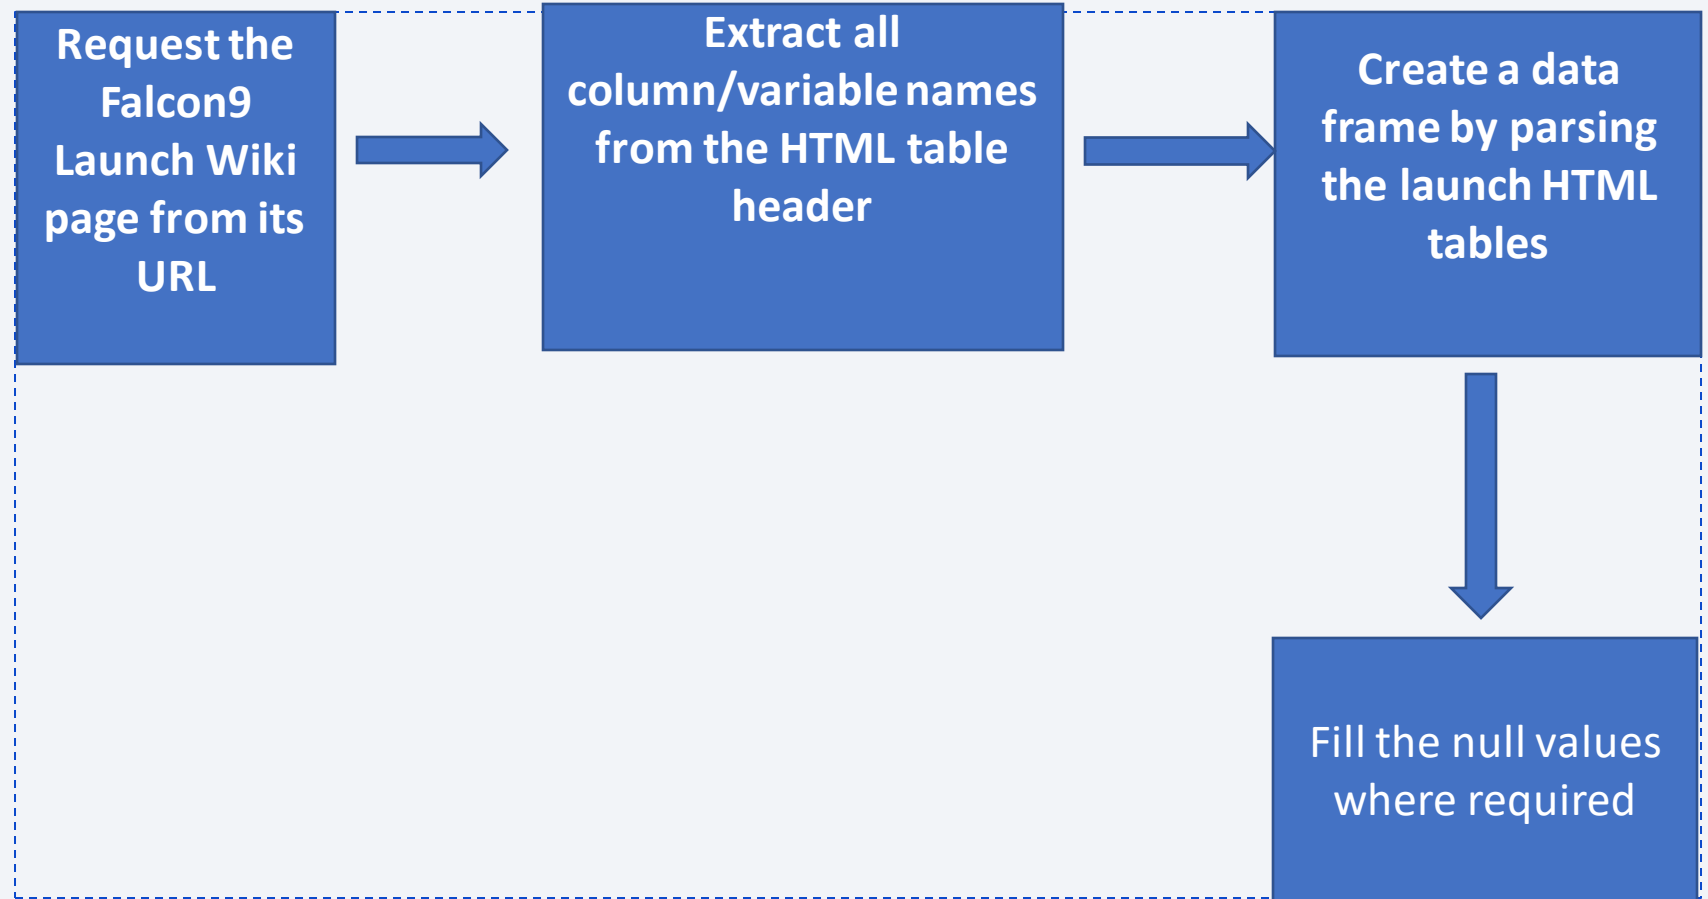 Request the
Falcon9
Launch Wiki
page from its
URL
Extract all
column/variable names
from the HTML table
header
Create a data
frame by parsing
the launch HTML
tables
Fill the null values
where required